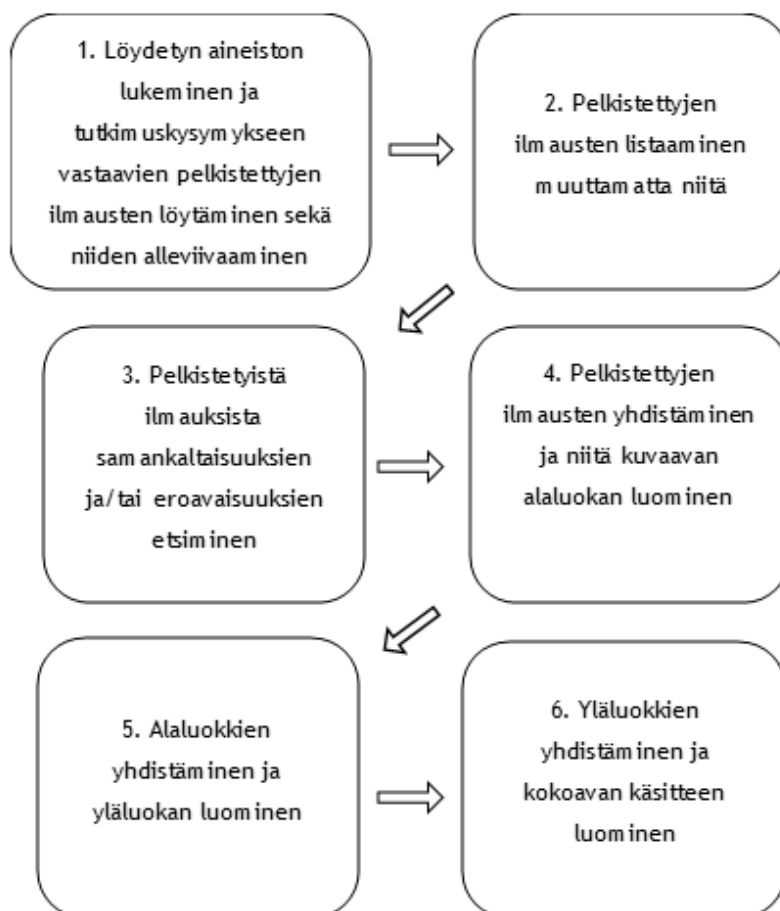 1. Löydetyn aineiston
lukeminen ja
tutkimuskysymykseen
vastaavien pelkistettyjen
ilmausten löytäminen sekä
niiden alleviivaaminen
2. Pelkistettyjen
ilmausten listaaminen
muuttamatta niitä
3. Pelkistetyistä
ilmauksista
samankaltaisuuksien
ja/tai eroavaisuuksien
etsiminen
4. Pelkistettyjen
ilmausten yhdistäminen
ja niitä kuvaavan
alaluokan luominen
5. Alaluokkien
yhdistäminen ja
yläluokan luominen
6. Yläluokkien
yhdistäminen ja
kokoavan käsitteen
luominen